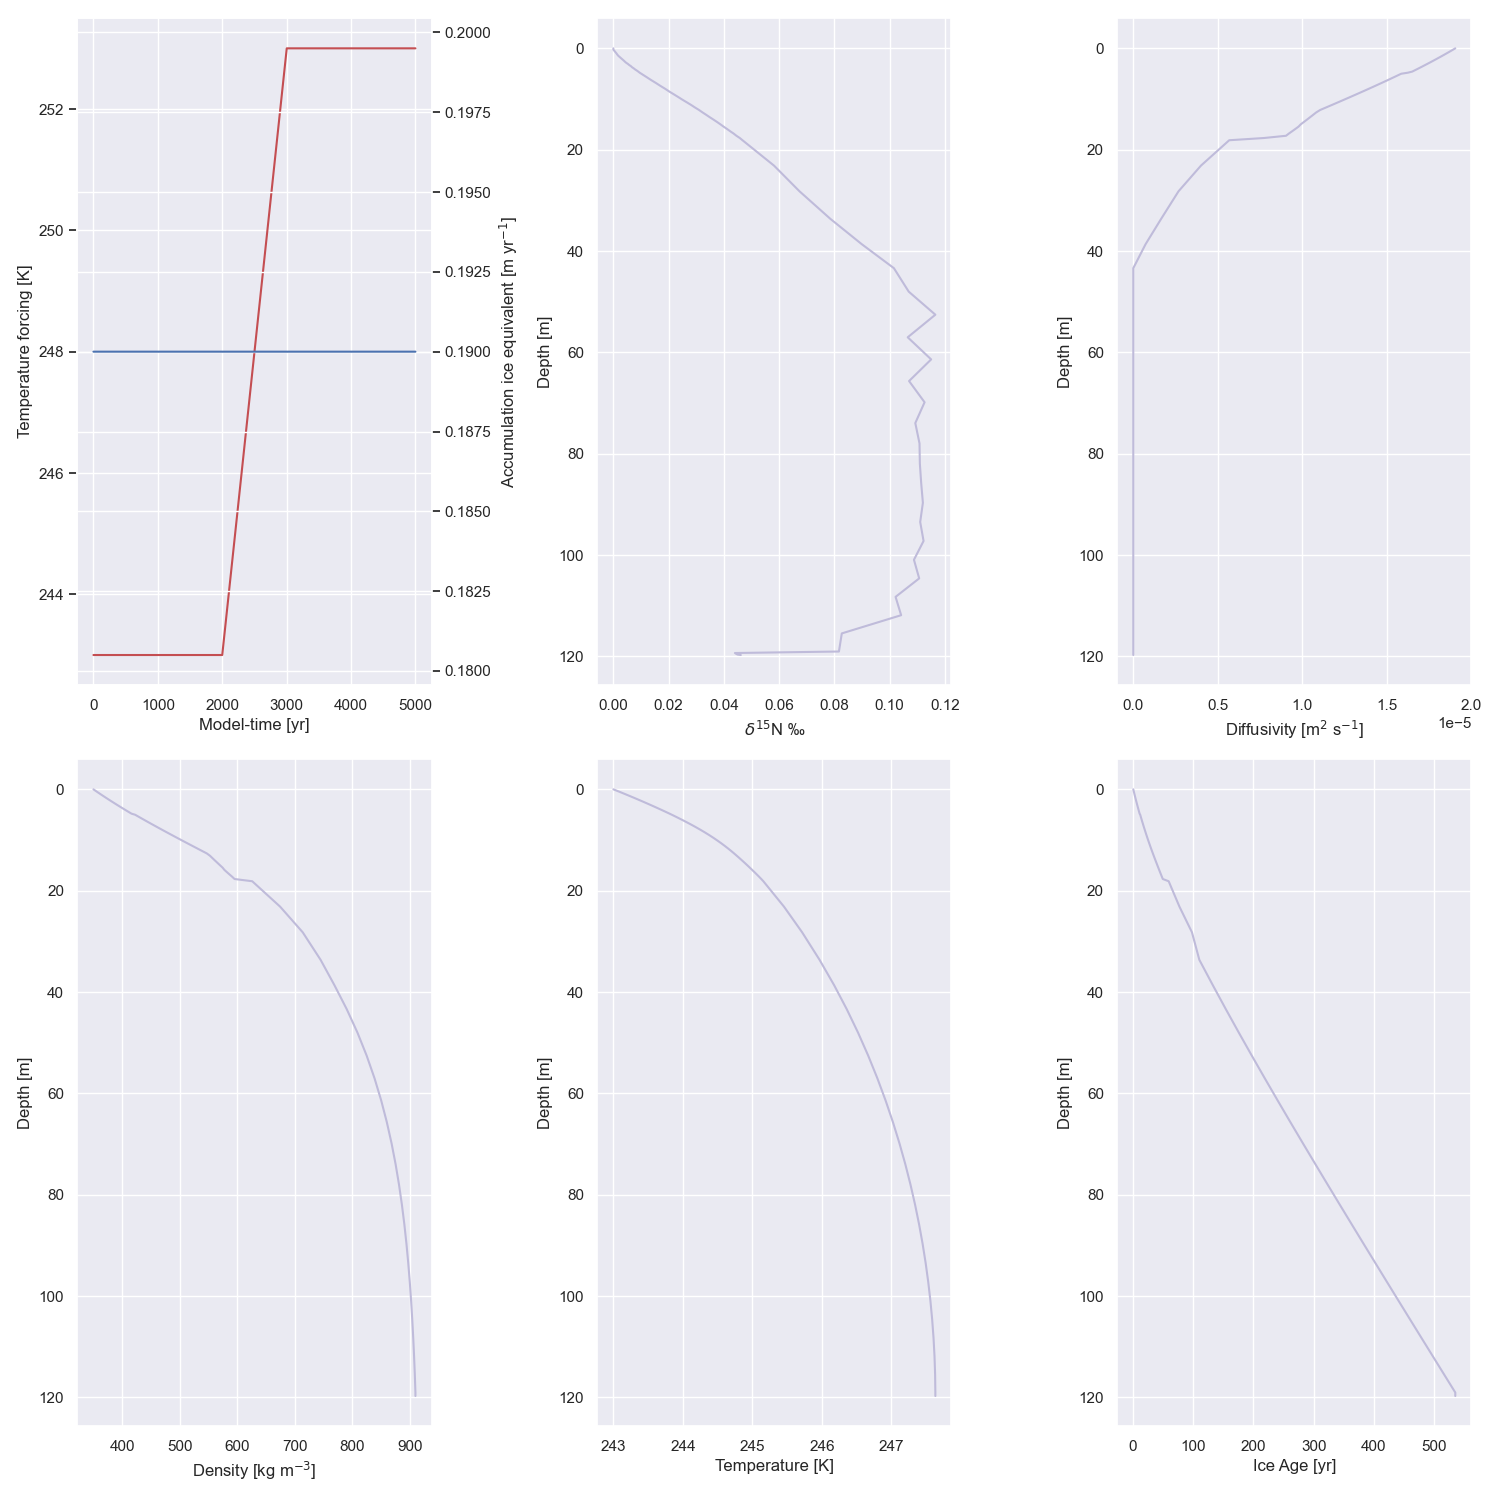 252
250
248
246
244
Temperature forcing [K]
0 1000 2000 3000 4000 5000
Model-time [yr]
0.2000
0.1975
0.1950
0.1925
0.1900
0.1875
0.1850
0.1825
0.1800
Accumulation ice equivalent [m yr⁻¹]
0
20
40
60
80
100
120
Depth [m]
0.00 0.02 0.04 0.06 0.08 0.10 0.12
δ¹⁵N ‰
0
20
40
60
80
100
120
Depth [m]
0.0 0.5 1.0 1.5 2.0
1e−5
Diffusivity [m² s⁻¹]
0
20
40
60
80
100
120
Depth [m]
400 500 600 700 800 900
Density [kg m⁻³]
0
20
40
60
80
100
120
Depth [m]
243 244 245 246 247
Temperature [K]
0
20
40
60
80
100
120
Depth [m]
0 100 200 300 400 500
Ice Age [yr]